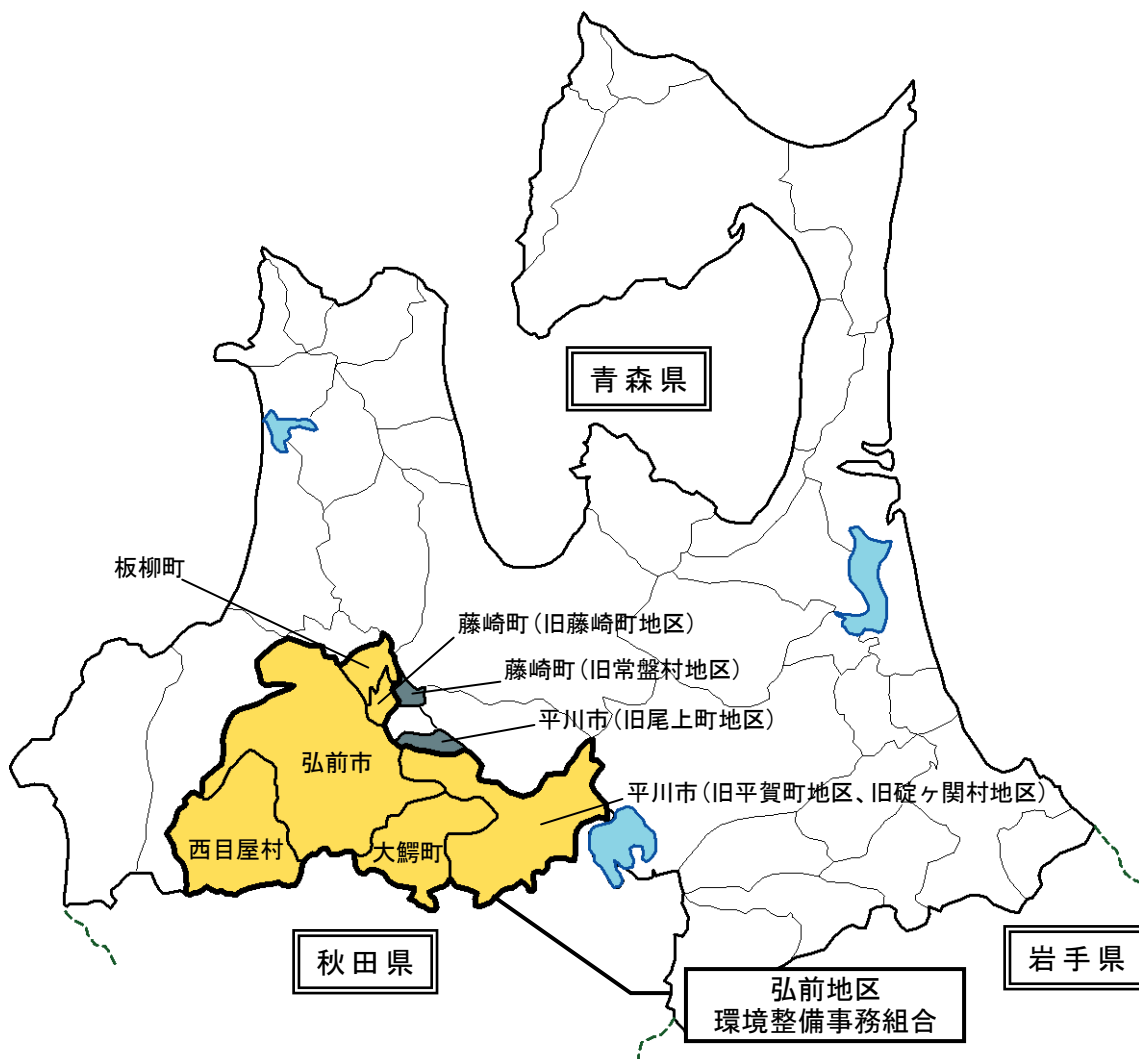 青森県
板柳町
藤崎町(旧藤崎町地区)
藤崎町(旧常盤村地区)
平川市(旧尾上町地区)
弘前市
平川市(旧平賀町地区、旧碇ヶ関村地区)
西目屋村
大鰐町
秋田県
岩手県
弘前地区
環境整備事務組合